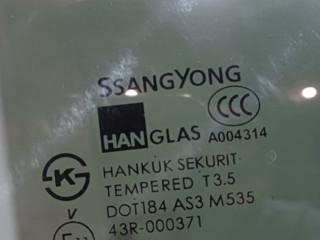 SSANGYONG
CCC
HANGLAS A004314
K
S
HANKUK SEKURIT
TEMPERED T3.5
V
DOT184 AS3 M535
43R-000371